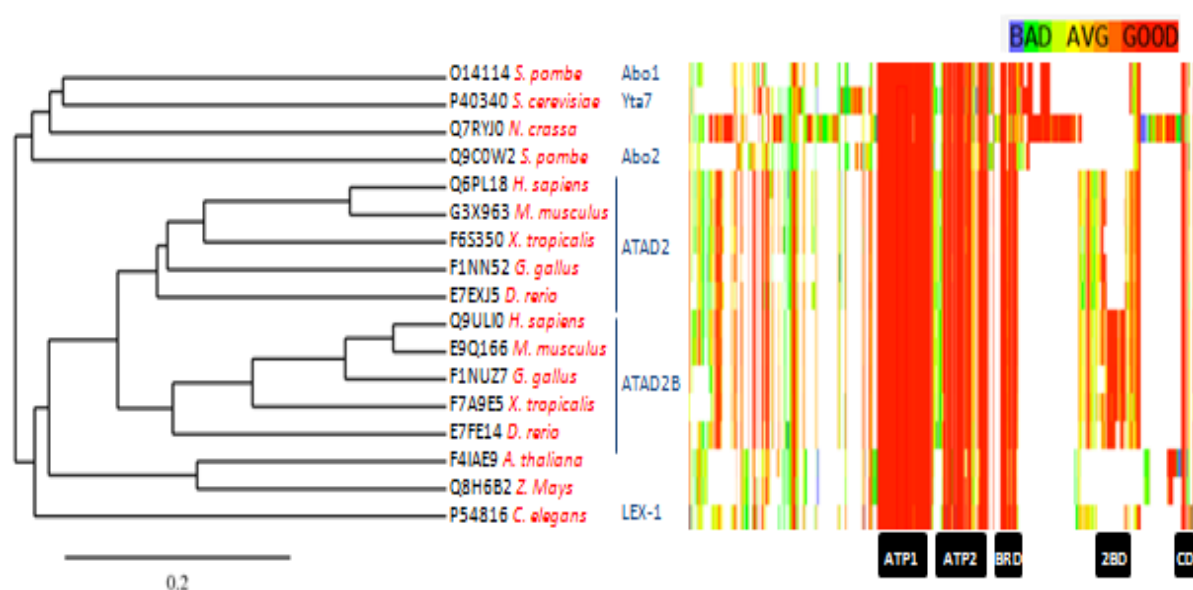 BAD AVG GOOD
O14114 S. pombe Abo1
P40340 S. cerevisiae Yta7
Q7RYJ0 N. crassa
Q9C0W2 S. pombe Abo2
Q6PL18 H. sapiens
G3X963 M. musculus
F6S350 X. tropicalis
ATAD2
F1NN52 G. gallus
E7EXJ5 D. rerio
Q9ULI0 H. sapiens
E9Q166 M. musculus
F1NUZ7 G. gallus
ATAD2B
F7A9E5 X. tropicalis
E7FE14 D. rerio
F4IAE9 A. thaliana
Q8H6B2 Z. Mays
P54816 C. elegans LEX-1
ATP1 ATP2 BRD 2BD CD
0.2